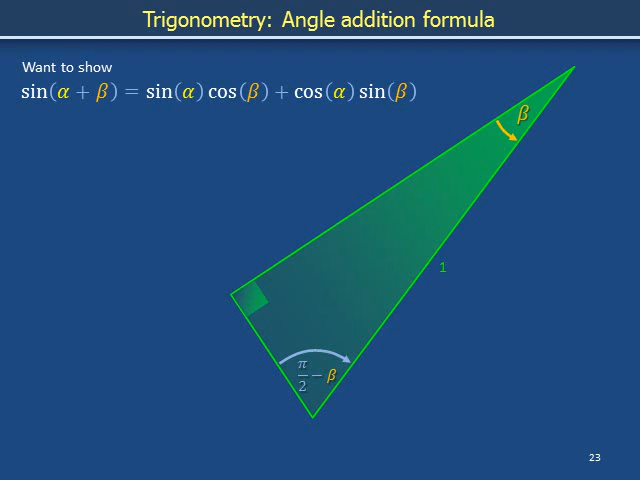 Trigonometry: Angle addition formula
Want to show
sin(α + β) = sin(α) cos(β) + cos(α) sin(β)
β
1
π/2 − β
23